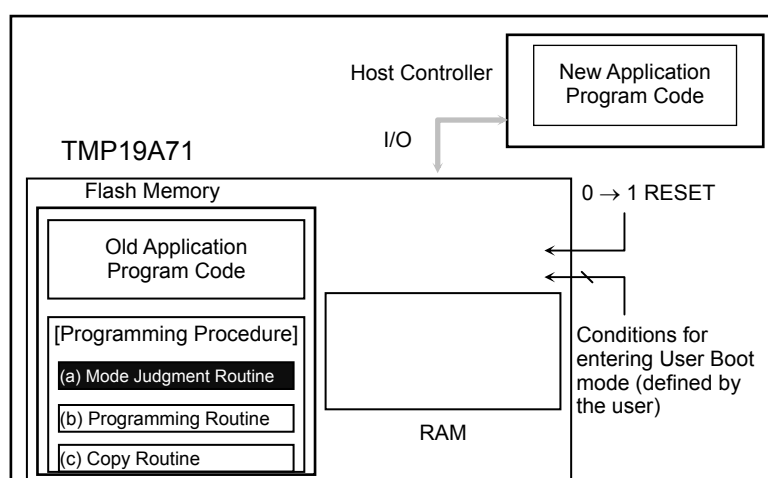 Host Controller
New Application
Program Code
I/O
TMP19A71
Flash Memory
0 → 1 RESET
Old Application
Program Code
[Programming Procedure]
(a) Mode Judgment Routine
(b) Programming Routine
(c) Copy Routine
RAM
Conditions for
entering User Boot
mode (defined by
the user)